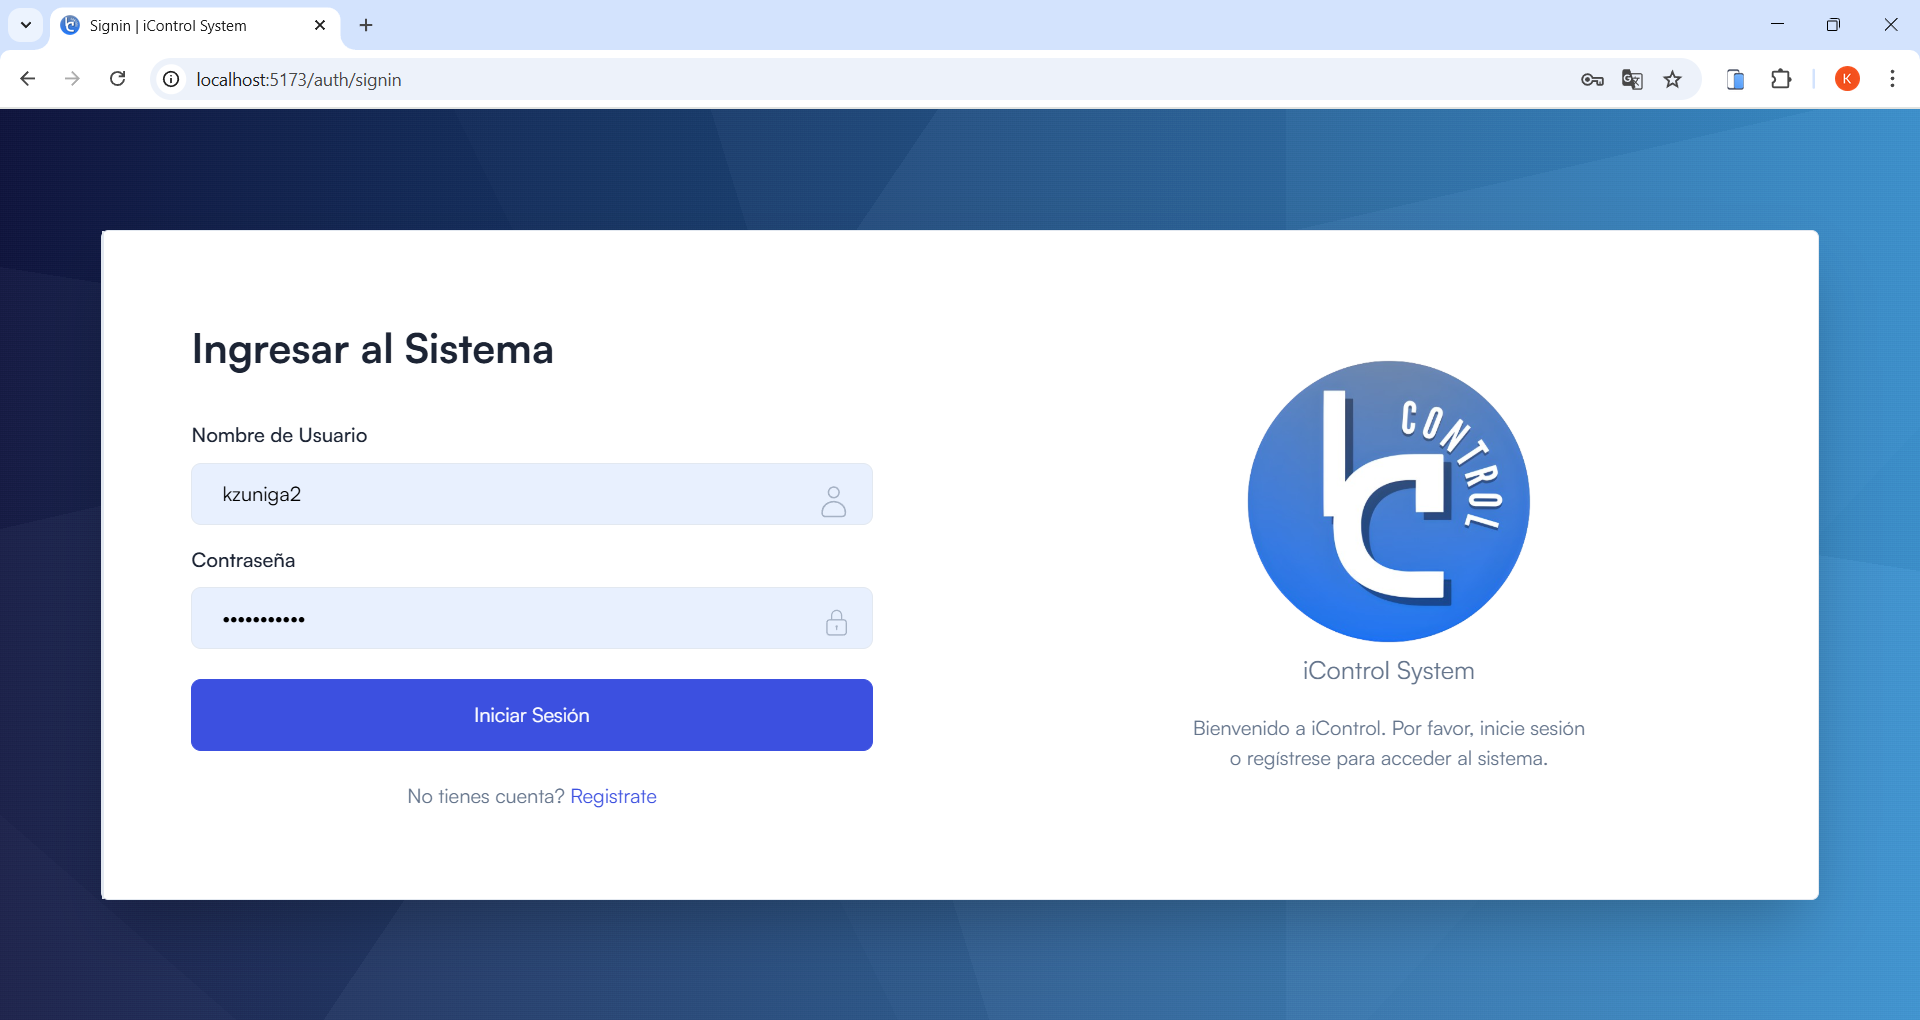 Signin | iControl System
localhost:5173/auth/signin
K
Ingresar al Sistema
Nombre de Usuario
kzuniga2
Contraseña
•••••••••••
Iniciar Sesión
No tienes cuenta? Registrate
CONTROL
iControl System
Bienvenido a iControl. Por favor, inicie sesión
o regístrese para acceder al sistema.